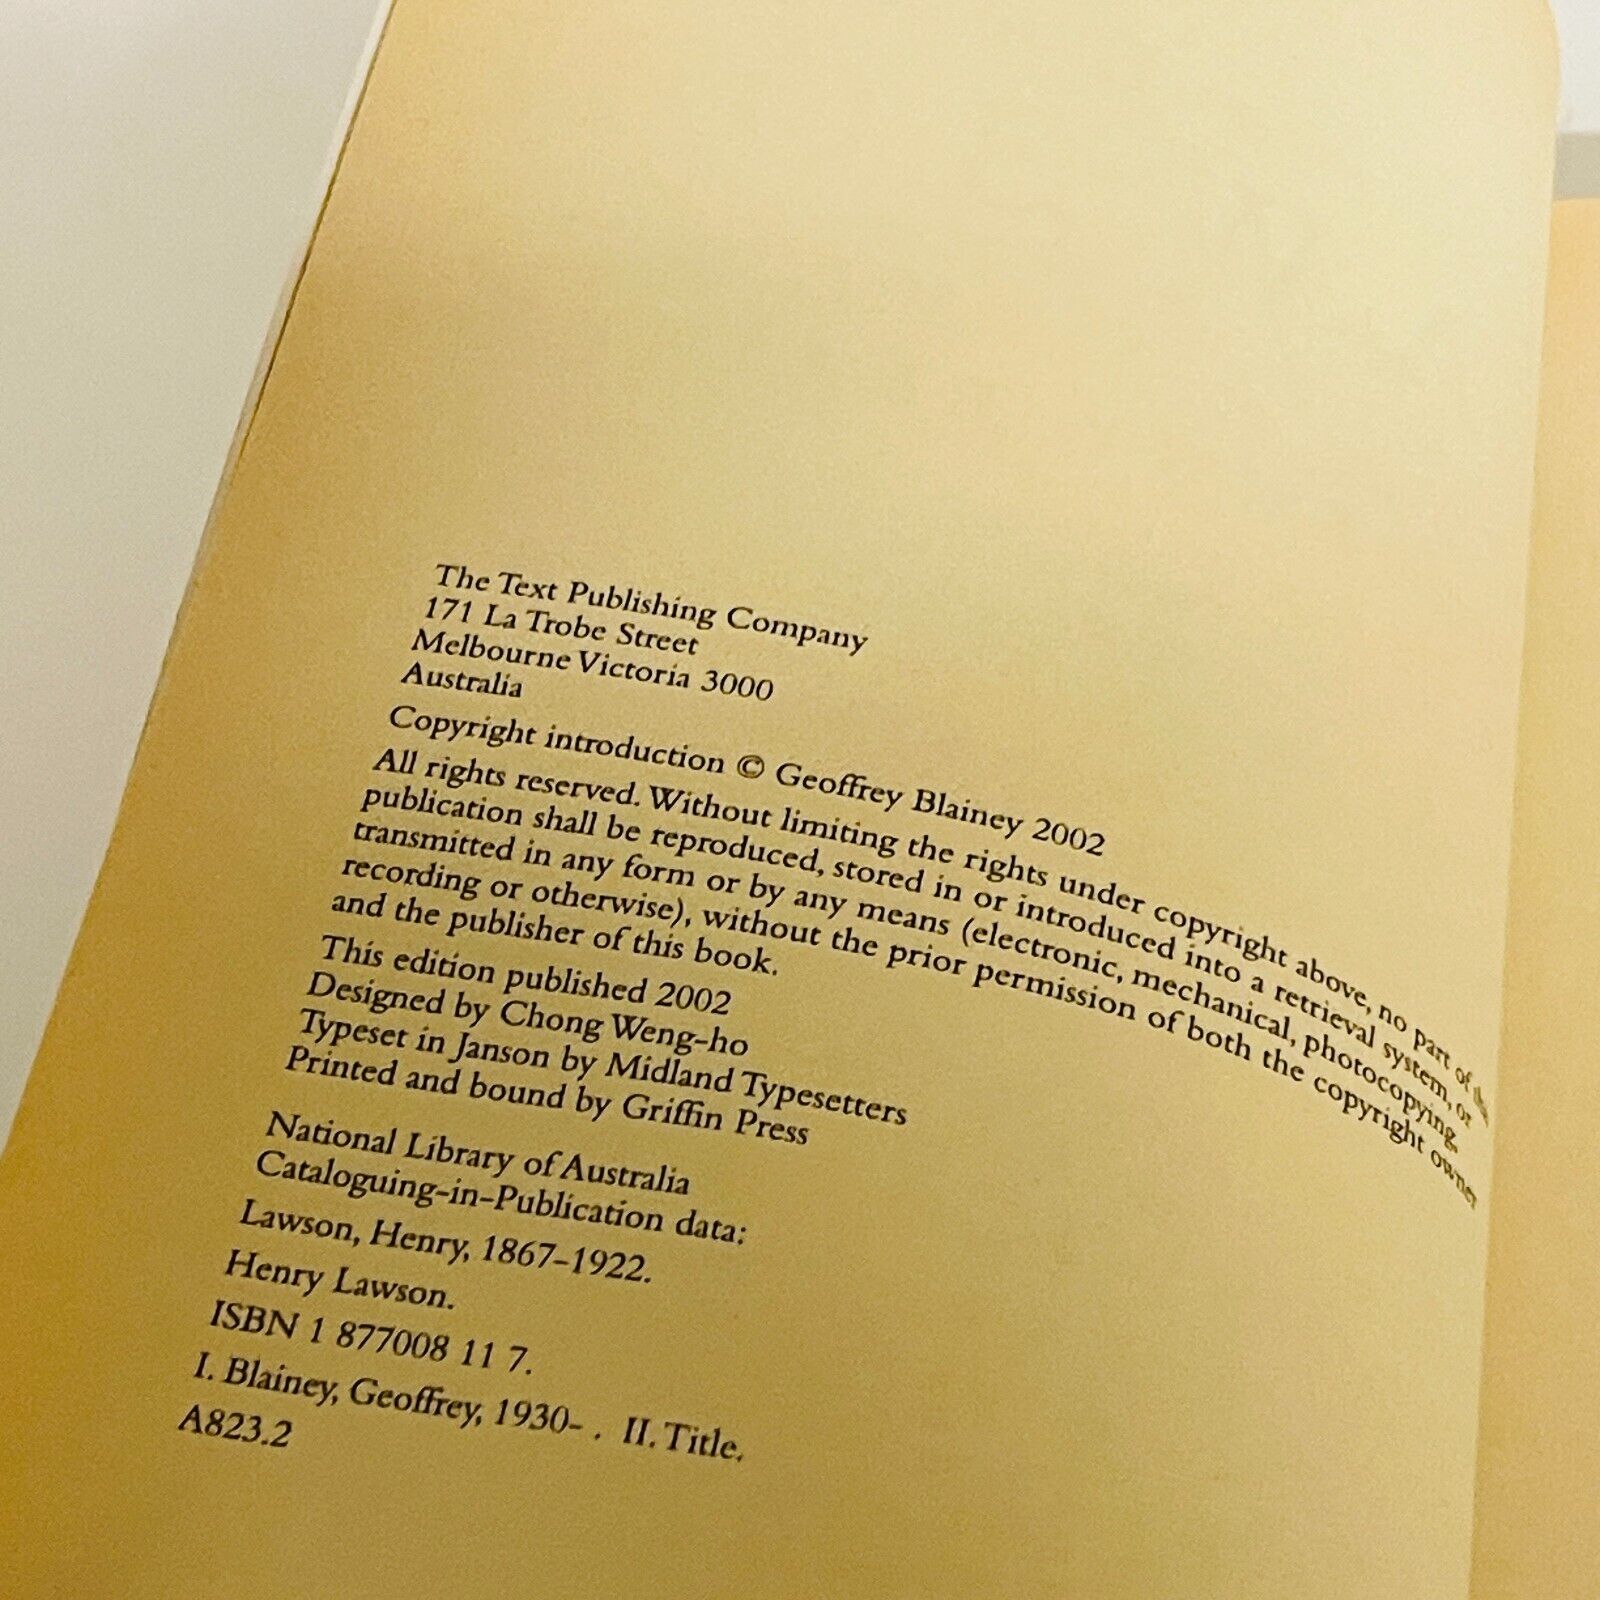 The Text Publishing Company
171 La Trobe Street
Melbourne Victoria 3000
Australia
Copyright introduction © Geoffrey Blainey 2002
All rights reserved. Without limiting the rights under copyright above, no part of this
publication shall be reproduced, stored in or introduced into a retrieval system, or
transmitted in any form or by any means (electronic, mechanical, photocopying,
recording or otherwise), without the prior permission of both the copyright owner
and the publisher of this book.
This edition published 2002
Designed by Chong Weng-ho
Typeset in Janson by Midland Typesetters
Printed and bound by Griffin Press
National Library of Australia
Cataloguing-in-Publication data:
Lawson, Henry, 1867-1922.
Henry Lawson.
ISBN 1 877008 11 7.
I. Blainey, Geoffrey, 1930- . II. Title.
A823.2